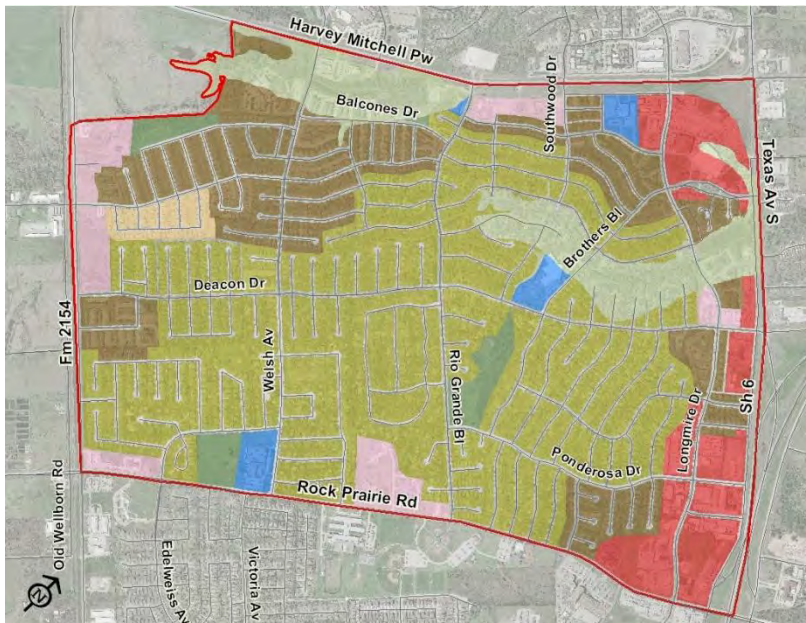 Harvey Mitchell Pw
Southwood Dr
Balcones Dr
Texas Av S
Brothers Bl
Deacon Dr
Fm 2154
Welsh Av
Rio Grande Bl
Sh 6
Longmire Dr
Ponderosa Dr
Rock Prairie Rd
Old Wellborn Rd
Edelweiss Av
Victoria Av
N